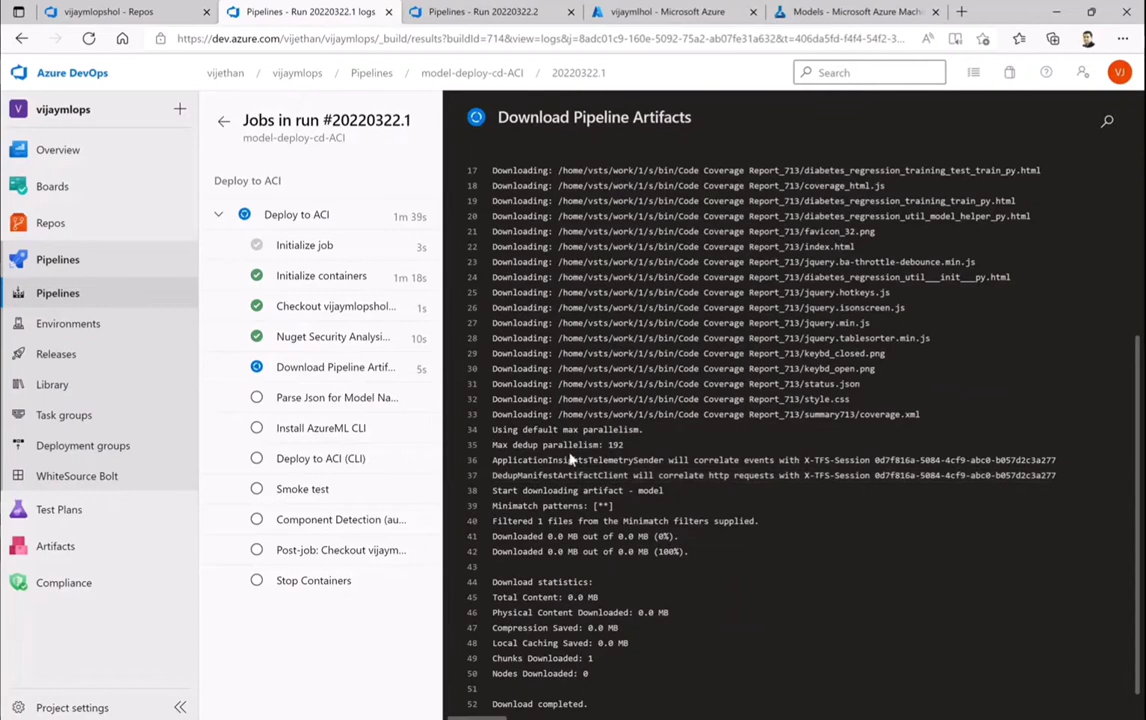 vijaymlopshol - Repos
Pipelines - Run 20220322.1 logs
Pipelines - Run 20220322.2
vijaymlhol - Microsoft Azure
Models - Microsoft Azure Machi
https://dev.azure.com/vijethan/vijaymlops/_build/results?buildId=714&view=logs&j=8adc01c9-160e-5092-75a2-ab07fe31a632&t=406da5fd-f4f4-54f2-3...
Azure DevOps
vijethan / vijaymlops / Pipelines / model-deploy-cd-ACI / 20220322.1
Search
VJ
V vijaymlops
Overview
Boards
Repos
Pipelines
Pipelines
Environments
Releases
Library
Task groups
Deployment groups
WhiteSource Bolt
Test Plans
Artifacts
Compliance
Project settings
Jobs in run #20220322.1
model-deploy-cd-ACI
Deploy to ACI
Deploy to ACI 1m 39s
Initialize job 3s
Initialize containers 1m 18s
Checkout vijaymlopshol... 1s
Nuget Security Analysi... 10s
Download Pipeline Artif... 5s
Parse Json for Model Na...
Install AzureML CLI
Deploy to ACI (CLI)
Smoke test
Component Detection (au...
Post-job: Checkout vijaym...
Stop Containers
Download Pipeline Artifacts
17 Downloading: /home/vsts/work/1/s/bin/Code Coverage Report_713/diabetes_regression_training_test_train_py.html
18 Downloading: /home/vsts/work/1/s/bin/Code Coverage Report_713/coverage_html.js
19 Downloading: /home/vsts/work/1/s/bin/Code Coverage Report_713/diabetes_regression_training_train_py.html
20 Downloading: /home/vsts/work/1/s/bin/Code Coverage Report_713/diabetes_regression_util_model_helper_py.html
21 Downloading: /home/vsts/work/1/s/bin/Code Coverage Report_713/favicon_32.png
22 Downloading: /home/vsts/work/1/s/bin/Code Coverage Report_713/index.html
23 Downloading: /home/vsts/work/1/s/bin/Code Coverage Report_713/jquery.ba-throttle-debounce.min.js
24 Downloading: /home/vsts/work/1/s/bin/Code Coverage Report_713/diabetes_regression_util___init___py.html
25 Downloading: /home/vsts/work/1/s/bin/Code Coverage Report_713/jquery.hotkeys.js
26 Downloading: /home/vsts/work/1/s/bin/Code Coverage Report_713/jquery.isonscreen.js
27 Downloading: /home/vsts/work/1/s/bin/Code Coverage Report_713/jquery.min.js
28 Downloading: /home/vsts/work/1/s/bin/Code Coverage Report_713/jquery.tablesorter.min.js
29 Downloading: /home/vsts/work/1/s/bin/Code Coverage Report_713/keybd_closed.png
30 Downloading: /home/vsts/work/1/s/bin/Code Coverage Report_713/keybd_open.png
31 Downloading: /home/vsts/work/1/s/bin/Code Coverage Report_713/status.json
32 Downloading: /home/vsts/work/1/s/bin/Code Coverage Report_713/style.css
33 Downloading: /home/vsts/work/1/s/bin/Code Coverage Report_713/summary713/coverage.xml
34 Using default max parallelism.
35 Max dedup parallelism: 192
36 ApplicationInsightsTelemetrySender will correlate events with X-TFS-Session 0d7f816a-5084-4cf9-abc0-b057d2c3a277
37 DedupManifestArtifactClient will correlate http requests with X-TFS-Session 0d7f816a-5084-4cf9-abc0-b057d2c3a277
38 Start downloading artifact - model
39 Minimatch patterns: [**]
40 Filtered 1 files from the Minimatch filters supplied.
41 Downloaded 0.0 MB out of 0.0 MB (0%).
42 Downloaded 0.0 MB out of 0.0 MB (100%).
43
44 Download statistics:
45 Total Content: 0.0 MB
46 Physical Content Downloaded: 0.0 MB
47 Compression Saved: 0.0 MB
48 Local Caching Saved: 0.0 MB
49 Chunks Downloaded: 1
50 Nodes Downloaded: 0
51
52 Download completed.